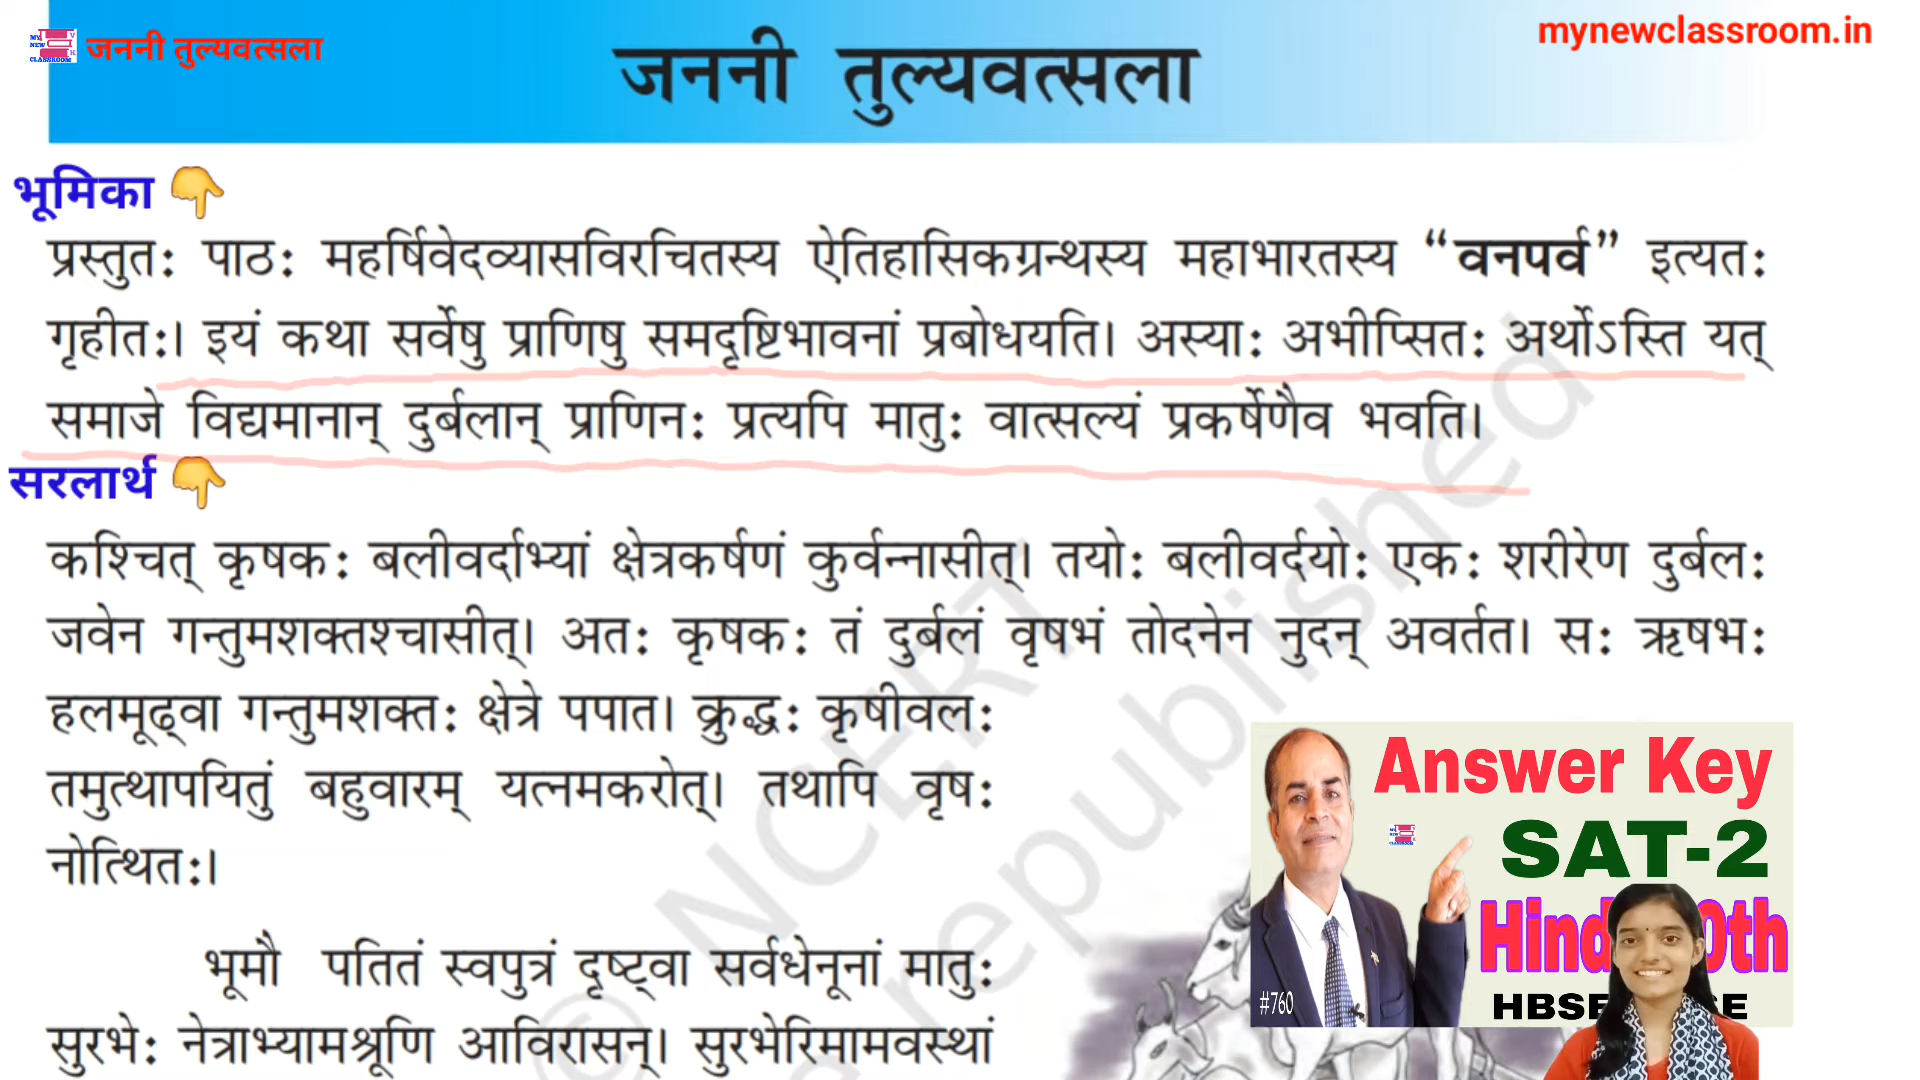 MY NEW CLASSROOM
जननी तुल्यवत्सला
जननी तुल्यवत्सला
mynewclassroom.in
भूमिका
प्रस्तुतः पाठः महर्षिवेदव्यासविरचितस्य ऐतिहासिकग्रन्थस्य महाभारतस्य “वनपर्व” इत्यतः
गृहीतः। इयं कथा सर्वेषु प्राणिषु समदृष्टिभावनां प्रबोधयति। अस्याः अभीप्सितः अर्थोऽस्ति यत्
समाजे विद्यमानान् दुर्बलान् प्राणिनः प्रत्यपि मातुः वात्सल्यं प्रकर्षेणैव भवति।
सरलार्थ
कश्चित् कृषकः बलीवर्दाभ्यां क्षेत्रकर्षणं कुर्वन्नासीत्। तयोः बलीवर्दयोः एकः शरीरेण दुर्बलः
जवेन गन्तुमशक्तश्चासीत्। अतः कृषकः तं दुर्बलं वृषभं तोदनेन नुदन् अवर्तत। सः ऋषभः
हलमूढ्वा गन्तुमशक्तः क्षेत्रे पपात। क्रुद्धः कृषीवलः
तमुत्थापयितुं बहुवारम् यत्नमकरोत्। तथापि वृषः
नोत्थितः।
भूमौ पतितं स्वपुत्रं दृष्ट्वा सर्वधेनूनां मातुः
सुरभेः नेत्राभ्यामश्रूणि आविरासन्। सुरभेरिमामवस्थां
© NCERT
republished
Answer Key
SAT-2
#760